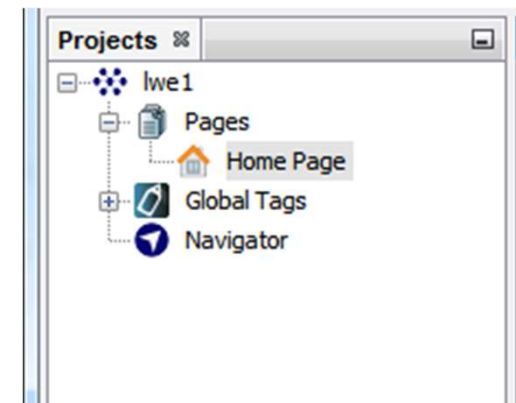 Projects
lwe1
Pages
Home Page
Global Tags
Navigator